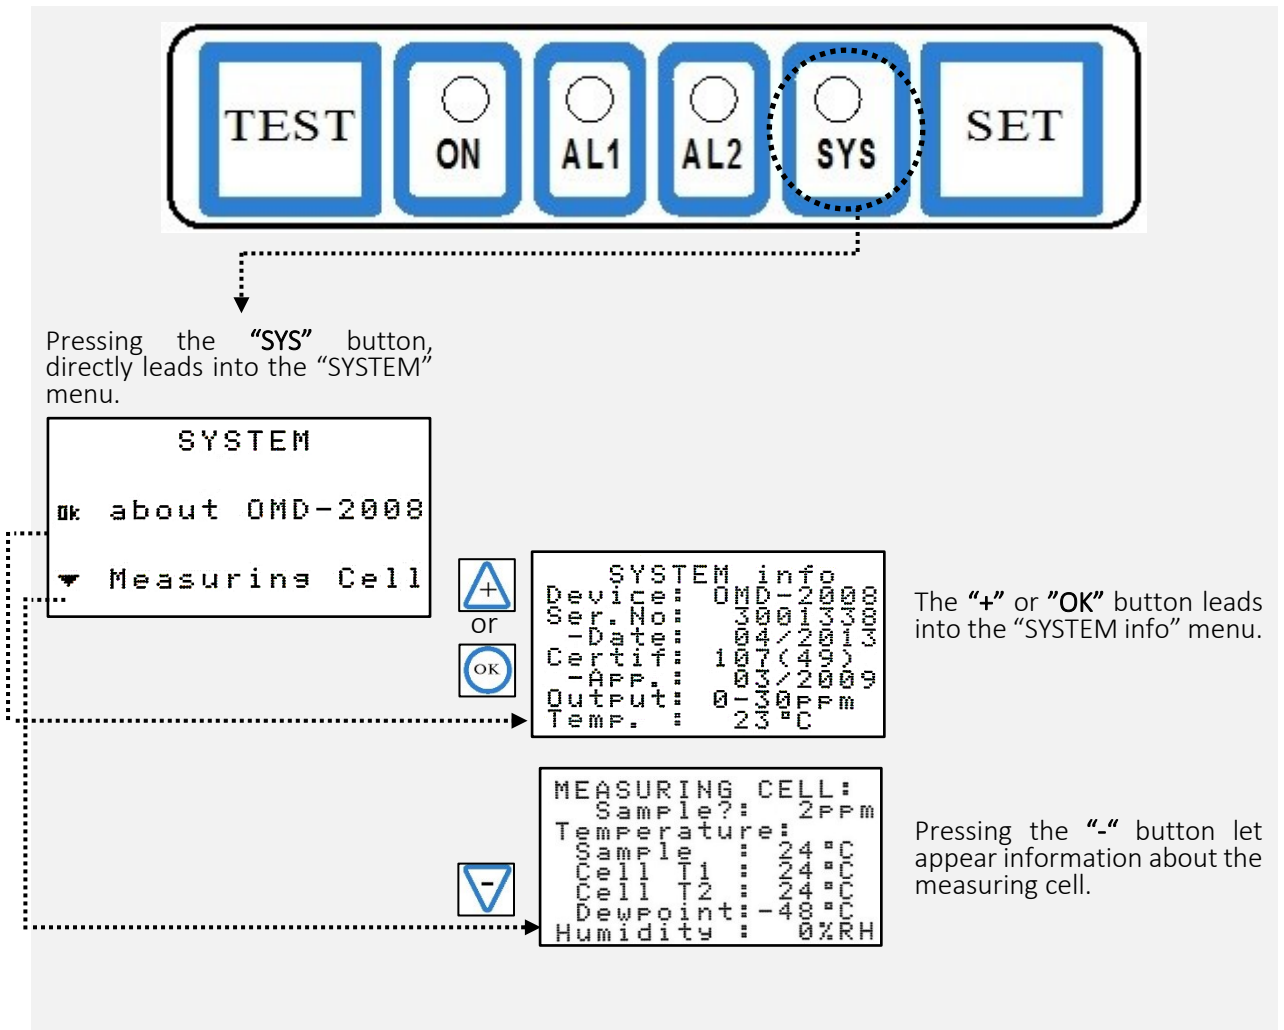 TEST ON AL1 AL2 SYS SET
Pressing the “SYS” button,
directly leads into the “SYSTEM”
menu.
SYSTEM
Ok about OMD-2008
Measuring Cell
+
or
OK
SYSTEM info
Device: OMD-2008
Ser.No: 3001338
-Date: 04/2013
Certif: 107(49)
-App. : 03/2009
Output: 0-30ppm
Temp. : 23°C
The “+” or ”OK” button leads
into the “SYSTEM info” menu.
MEASURING CELL:
Sample?: 2ppm
Temperature:
Sample : 24°C
Cell T1 : 24°C
Cell T2 : 24°C
Dewpoint:-48°C
Humidity : 0%RH
-
Pressing the “-“ button let
appear information about the
measuring cell.